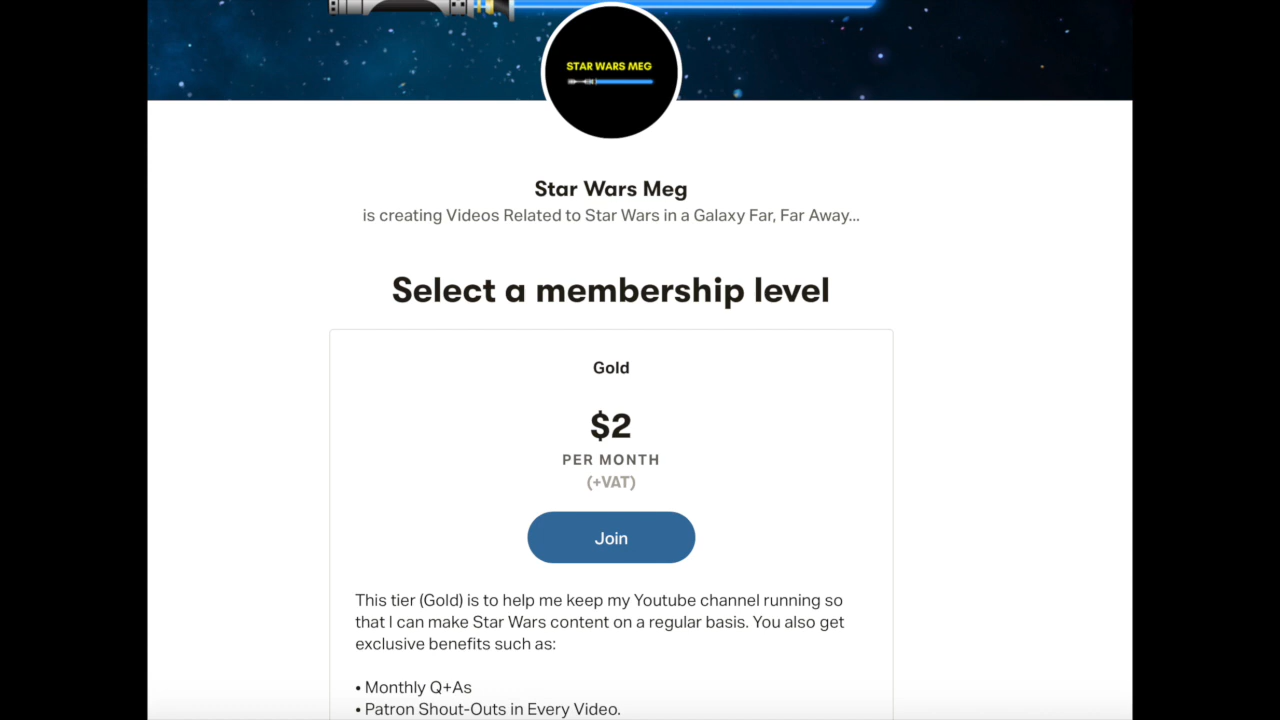 STAR WARS MEG
Star Wars Meg
is creating Videos Related to Star Wars in a Galaxy Far, Far Away...
Select a membership level
Gold
$2
PER MONTH
(+VAT)
Join
This tier (Gold) is to help me keep my Youtube channel running so
that I can make Star Wars content on a regular basis. You also get
exclusive benefits such as:
• Monthly Q+As
• Patron Shout-Outs in Every Video.